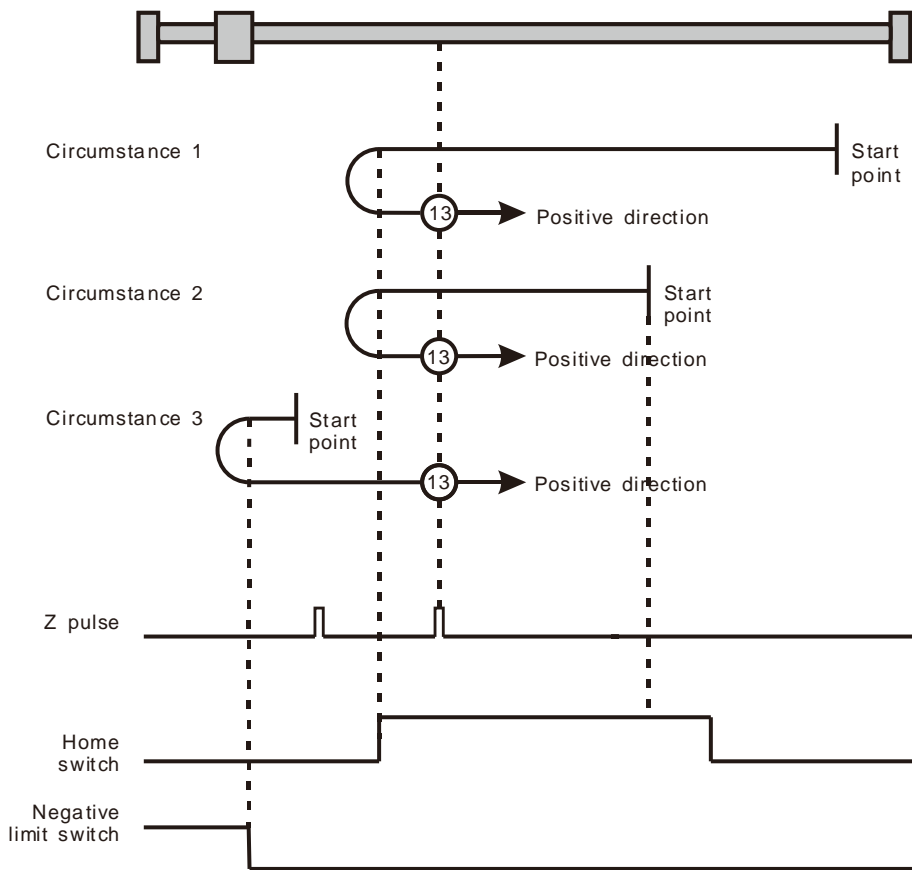 Circumstance 1
Start
point
13
Positive direction
Circumstance 2
Start
point
13
Positive direction
Circumstance 3
Start
point
13
Positive direction
Z pulse
Home
switch
Negative
limit switch